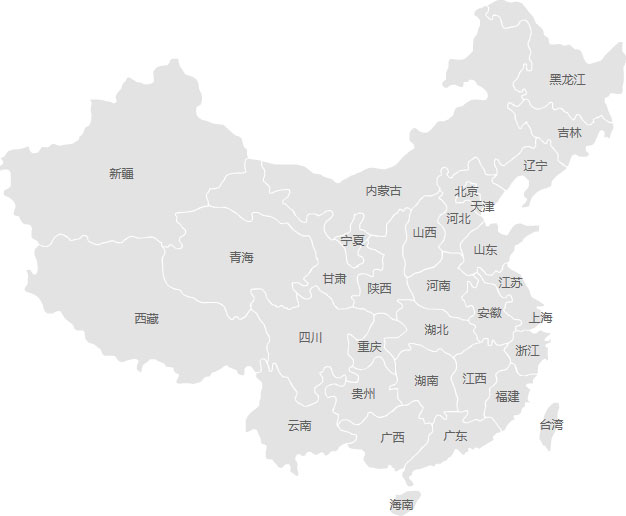 黑龙江
吉林
辽宁
新疆
内蒙古
北京
天津
河北
山西
宁夏
山东
青海
甘肃
陕西
河南
江苏
西藏
安徽
上海
湖北
四川
重庆
浙江
湖南
江西
贵州
福建
云南
台湾
广西
广东
海南